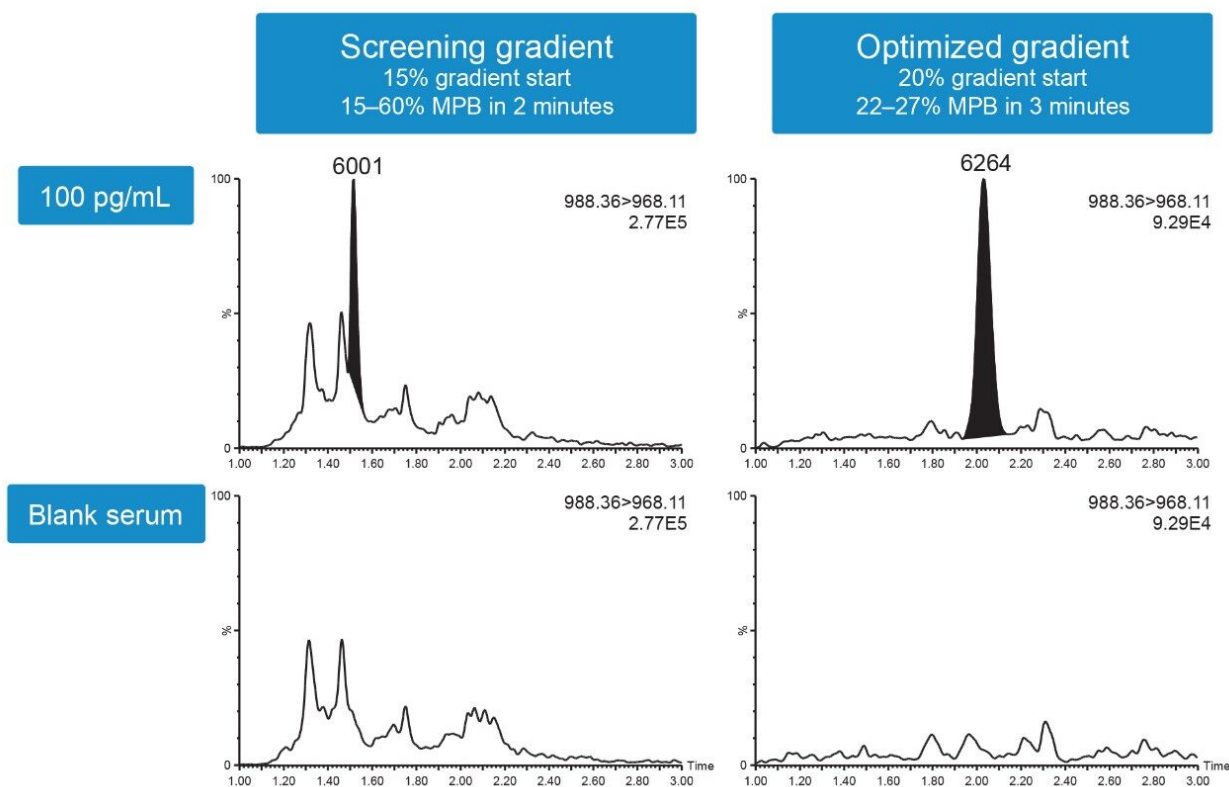 Screening gradient
15% gradient start
15–60% MPB in 2 minutes
Optimized gradient
20% gradient start
22–27% MPB in 3 minutes
100 pg/mL
6001
988.36>968.11
2.77E5
100
%
0
1.00 1.20 1.40 1.60 1.80 2.00 2.20 2.40 2.60 2.80 3.00
6264
988.36>968.11
9.29E4
100
%
0
1.00 1.20 1.40 1.60 1.80 2.00 2.20 2.40 2.60 2.80 3.00
Blank serum
988.36>968.11
2.77E5
100
%
0
1.00 1.20 1.40 1.60 1.80 2.00 2.20 2.40 2.60 2.80 3.00
Time
988.36>968.11
9.29E4
100
%
0
1.00 1.20 1.40 1.60 1.80 2.00 2.20 2.40 2.60 2.80 3.00
Time